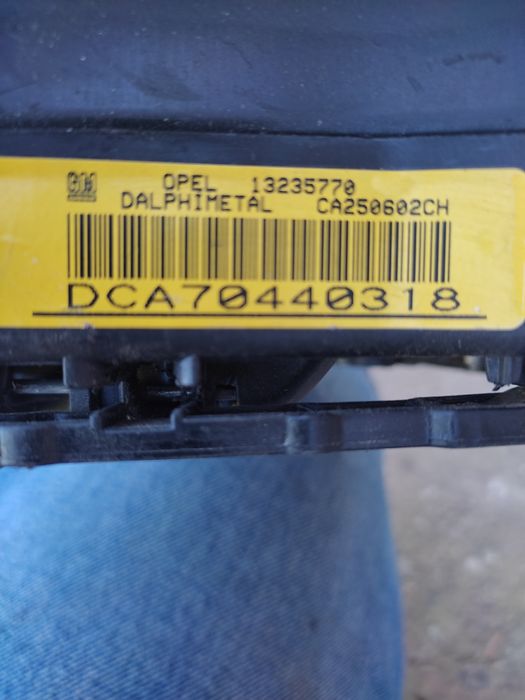 GM OPEL 13235770
DALPHIMETAL CA250602CH
DCA70440318